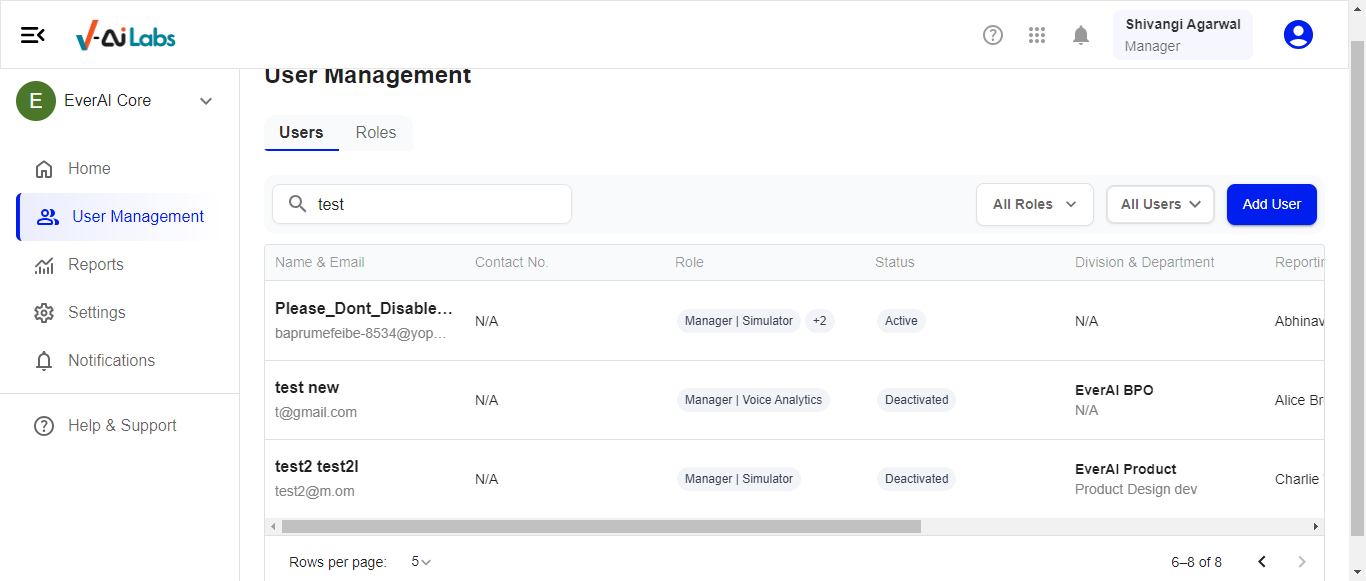 V-Ai Labs
Shivangi Agarwal
Manager
E
EverAI Core
Home
User Management
Reports
Settings
Notifications
Help & Support
User Management
Users Roles
test
All Roles All Users Add User
Name & Email Contact No. Role Status Division & Department Reportin
Please_Dont_Disable...
baprumefeibe-8534@yop...
N/A Manager | Simulator +2 Active N/A Abhinav
test new
t@gmail.com
N/A Manager | Voice Analytics Deactivated
EverAI BPO
N/A
Alice Br
test2 test2l
test2@m.om
N/A Manager | Simulator Deactivated
EverAI Product
Product Design dev
Charlie
Rows per page: 5 6–8 of 8